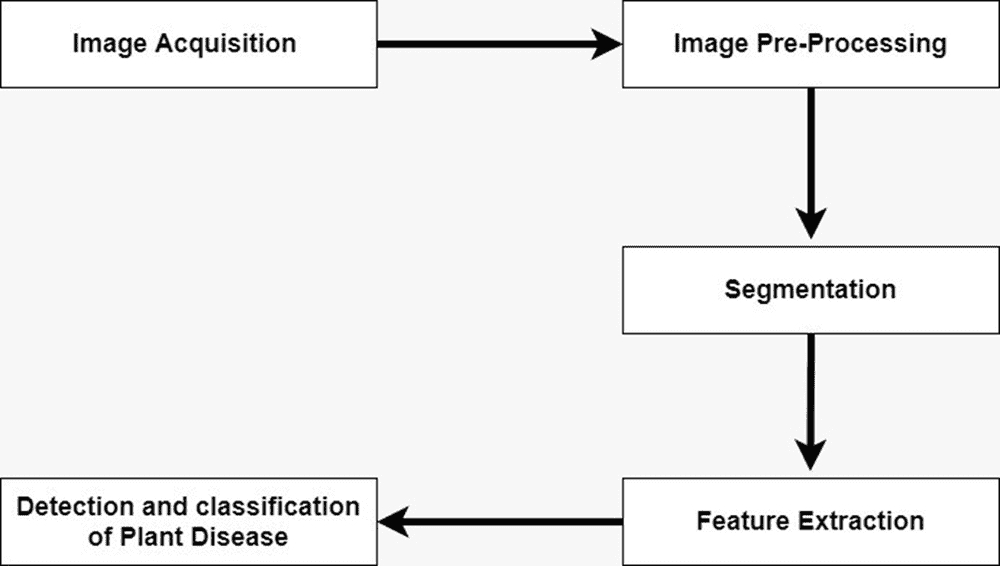 Image Acquisition
Image Pre-Processing
Segmentation
Feature Extraction
Detection and classification
of Plant Disease